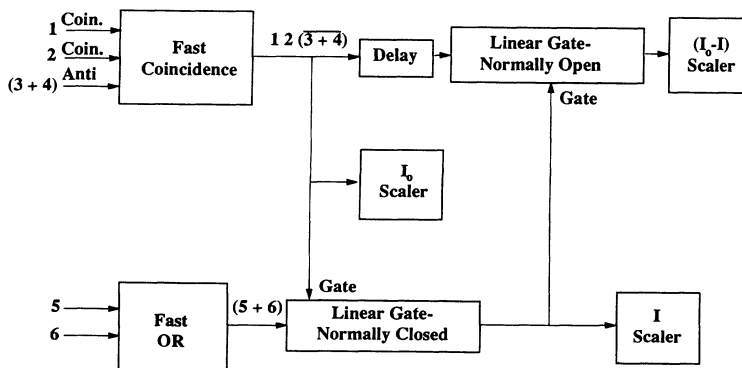 1 Coin.
2 Coin.
(3 + 4) Anti
Fast
Coincidence
1 2 (\overline{3+4})
Delay
Linear Gate-
Normally Open
(I₀-I)
Scaler
Gate
I₀
Scaler
Gate
5
6
Fast
OR
(5 + 6)
Linear Gate-
Normally Closed
I
Scaler